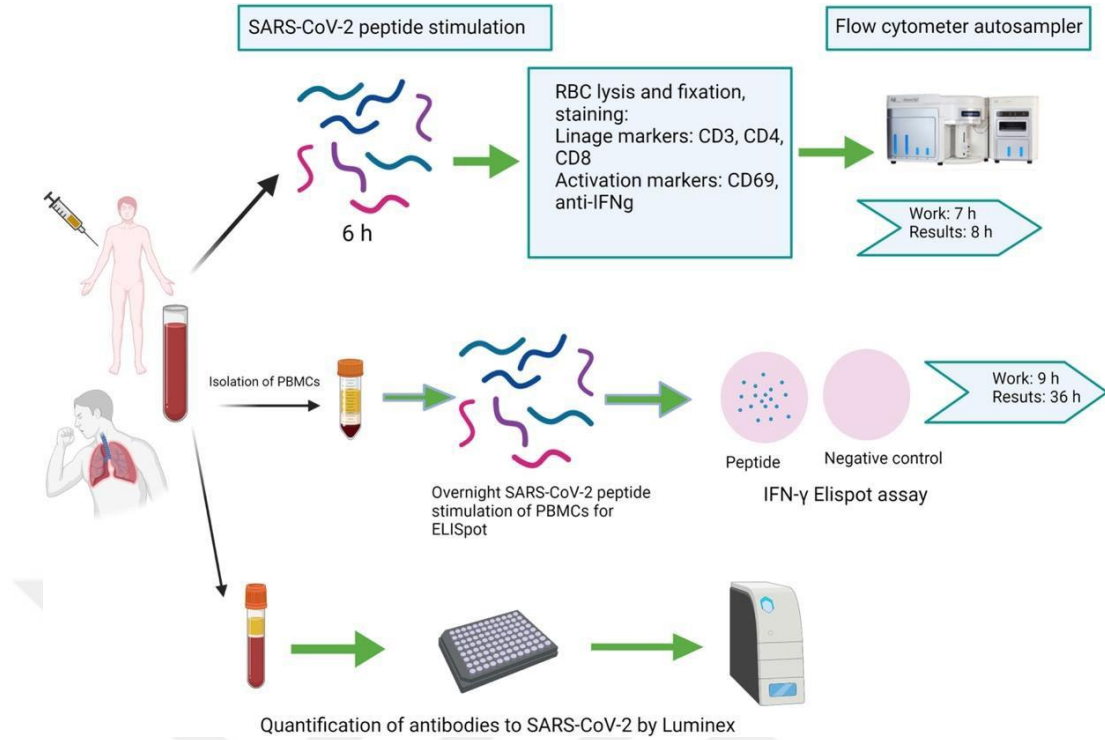 SARS-CoV-2 peptide stimulation
Flow cytometer autosampler
RBC lysis and fixation,
staining:
Linage markers: CD3, CD4,
CD8
Activation markers: CD69,
anti-IFNg
6 h
Work: 7 h
Results: 8 h
Isolation of PBMCs
Work: 9 h
Resuts: 36 h
Peptide
Negative control
Overnight SARS-CoV-2 peptide
stimulation of PBMCs for
ELISpot
IFN-γ Elispot assay
Quantification of antibodies to SARS-CoV-2 by Luminex